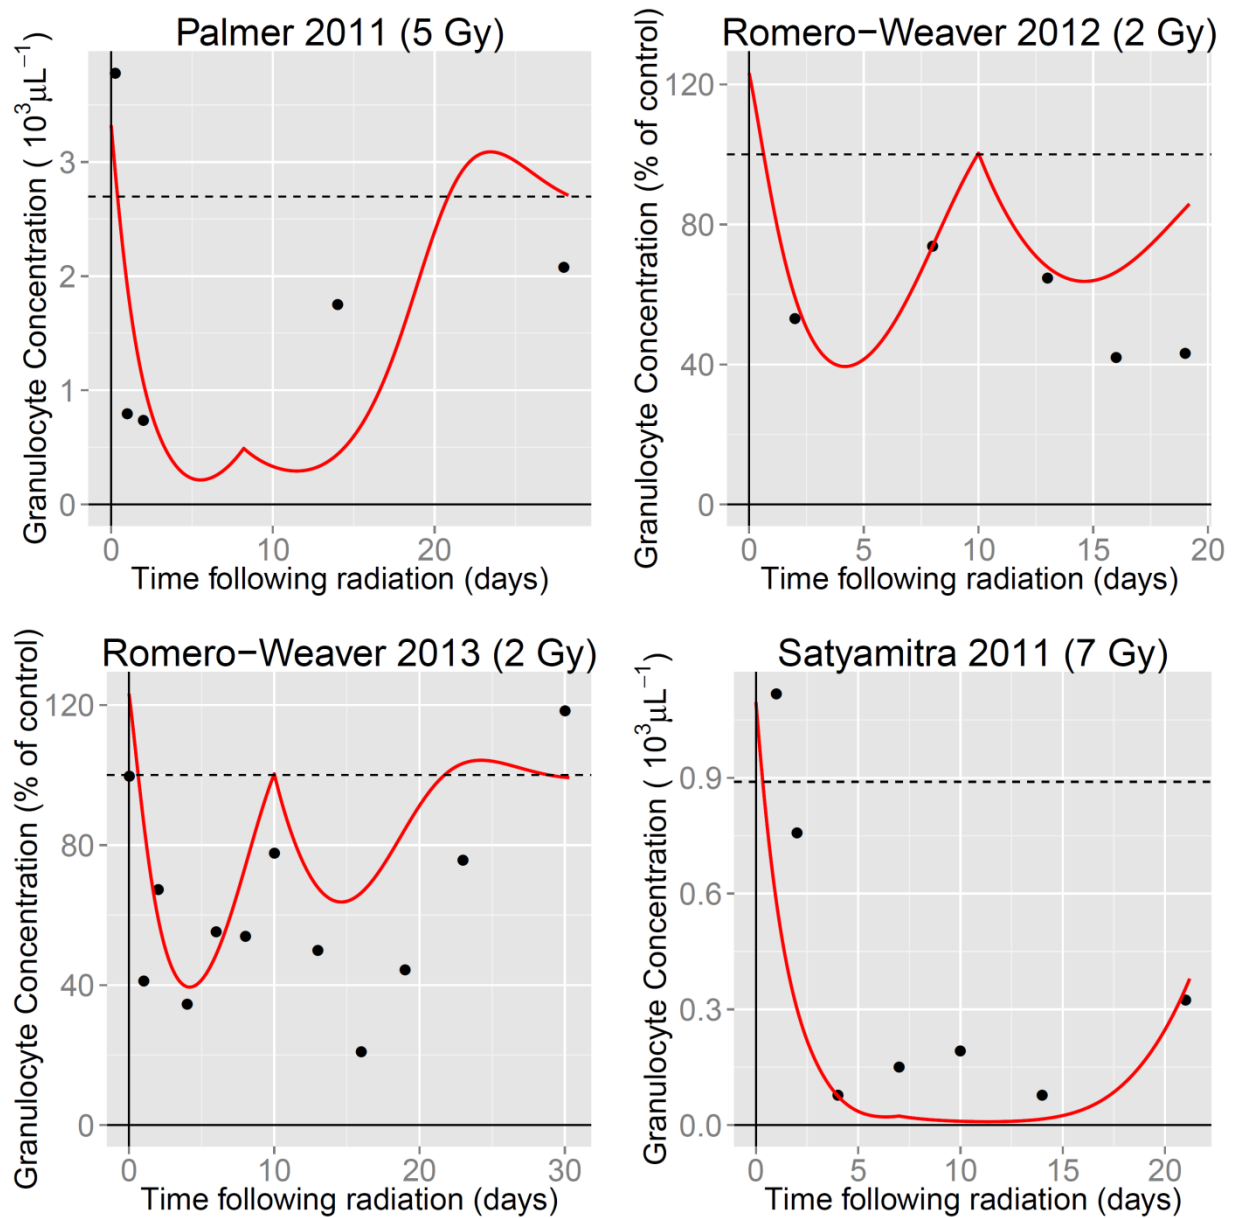 Palmer 2011 (5 Gy)
Granulocyte Concentration ( 10³μL⁻¹)
3
2
1
0
0 10 20
Time following radiation (days)
Romero−Weaver 2012 (2 Gy)
Granulocyte Concentration (% of control)
120
80
40
0
0 5 10 15 20
Time following radiation (days)
Romero−Weaver 2013 (2 Gy)
Granulocyte Concentration (% of control)
120
80
40
0
0 10 20 30
Time following radiation (days)
Satyamitra 2011 (7 Gy)
Granulocyte Concentration ( 10³μL⁻¹)
0.9
0.6
0.3
0.0
0 5 10 15 20
Time following radiation (days)